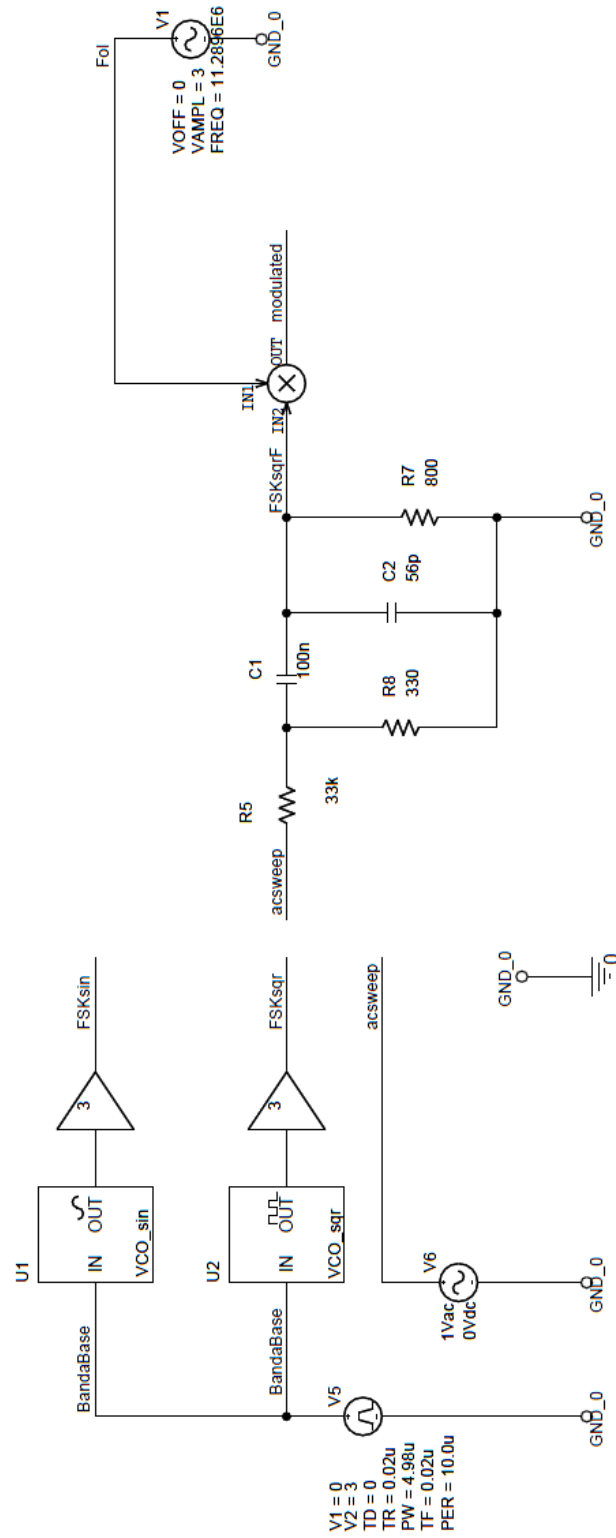 U1
IN OUT
VCO_sin
BandaBase
3
FSKsin
U2
IN OUT
VCO_sqr
BandaBase
3
FSKsqr
V5
V1 = 0
V2 = 3
TD = 0
TR = 0.02u
PW = 4.98u
TF = 0.02u
PER = 10.0u
GND_0
V6
1Vac
0Vdc
acsweep
GND_0
GND_0
0
acsweep
R5
33k
C1
100n
R8
330
C2
56p
R7
800
GND_0
FSKsqrF
IN1
IN2
OUT
modulated
Fol
V1
VOFF = 0
VAMPL = 3
FREQ = 11.2896E6
GND_0